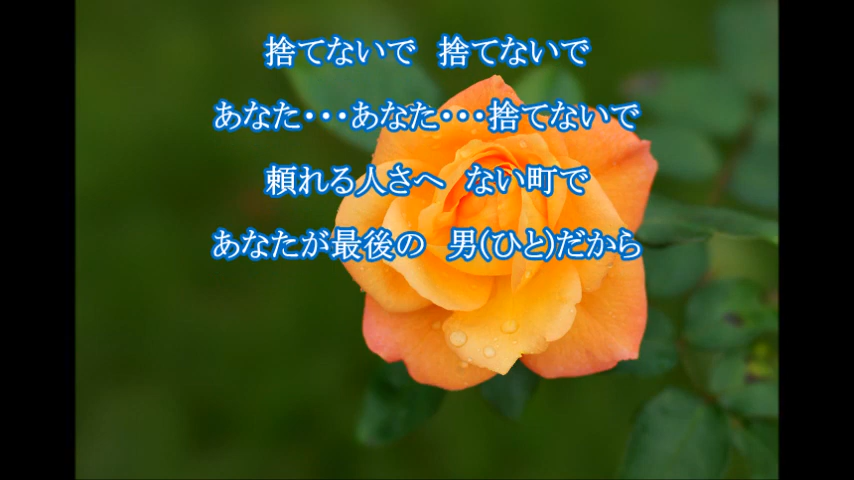 捨てないで　捨てないで
あなた・・・あなた・・・捨てないで
頼れる人さへ　ない町で
あなたが最後の　男(ひと)だから